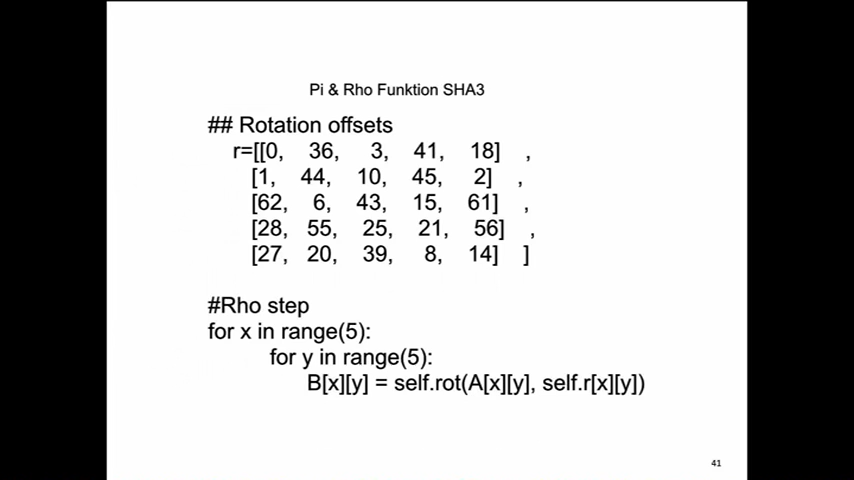 Pi & Rho Funktion SHA3
## Rotation offsets
r=[[0, 36, 3, 41, 18] ,
[1, 44, 10, 45, 2] ,
[62, 6, 43, 15, 61] ,
[28, 55, 25, 21, 56] ,
[27, 20, 39, 8, 14] ]
#Rho step
for x in range(5):
for y in range(5):
B[x][y] = self.rot(A[x][y], self.r[x][y])
41